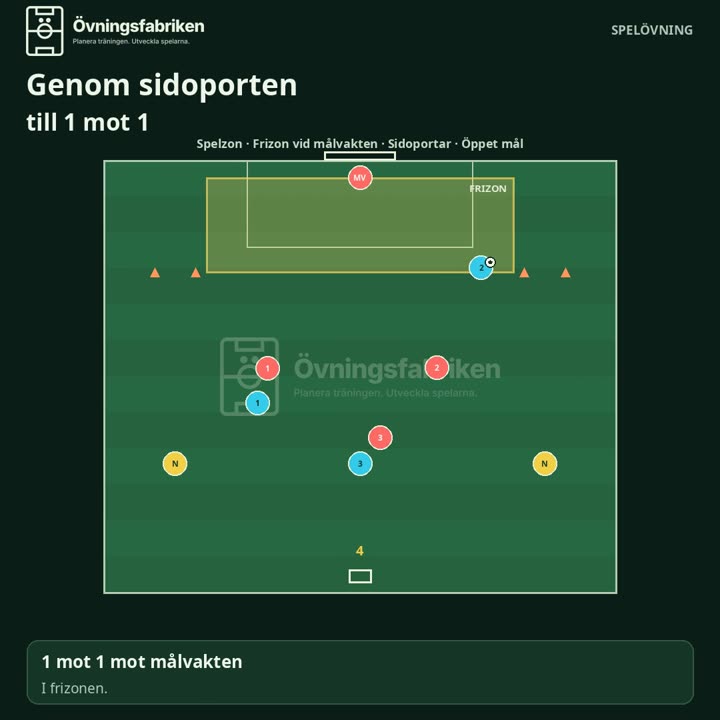 Övningsfabriken
Planera träningen. Utveckla spelarna.
SPELÖVNING
Genom sidoporten
till 1 mot 1
Spelzon · Frizon vid målvakten · Sidoportar · Öppet mål
MV
FRIZON
2
1
2
Övningsfabriken
Planera träningen. Utveckla spelarna.
1
3
N
3
N
4
1 mot 1 mot målvakten
I frizonen.